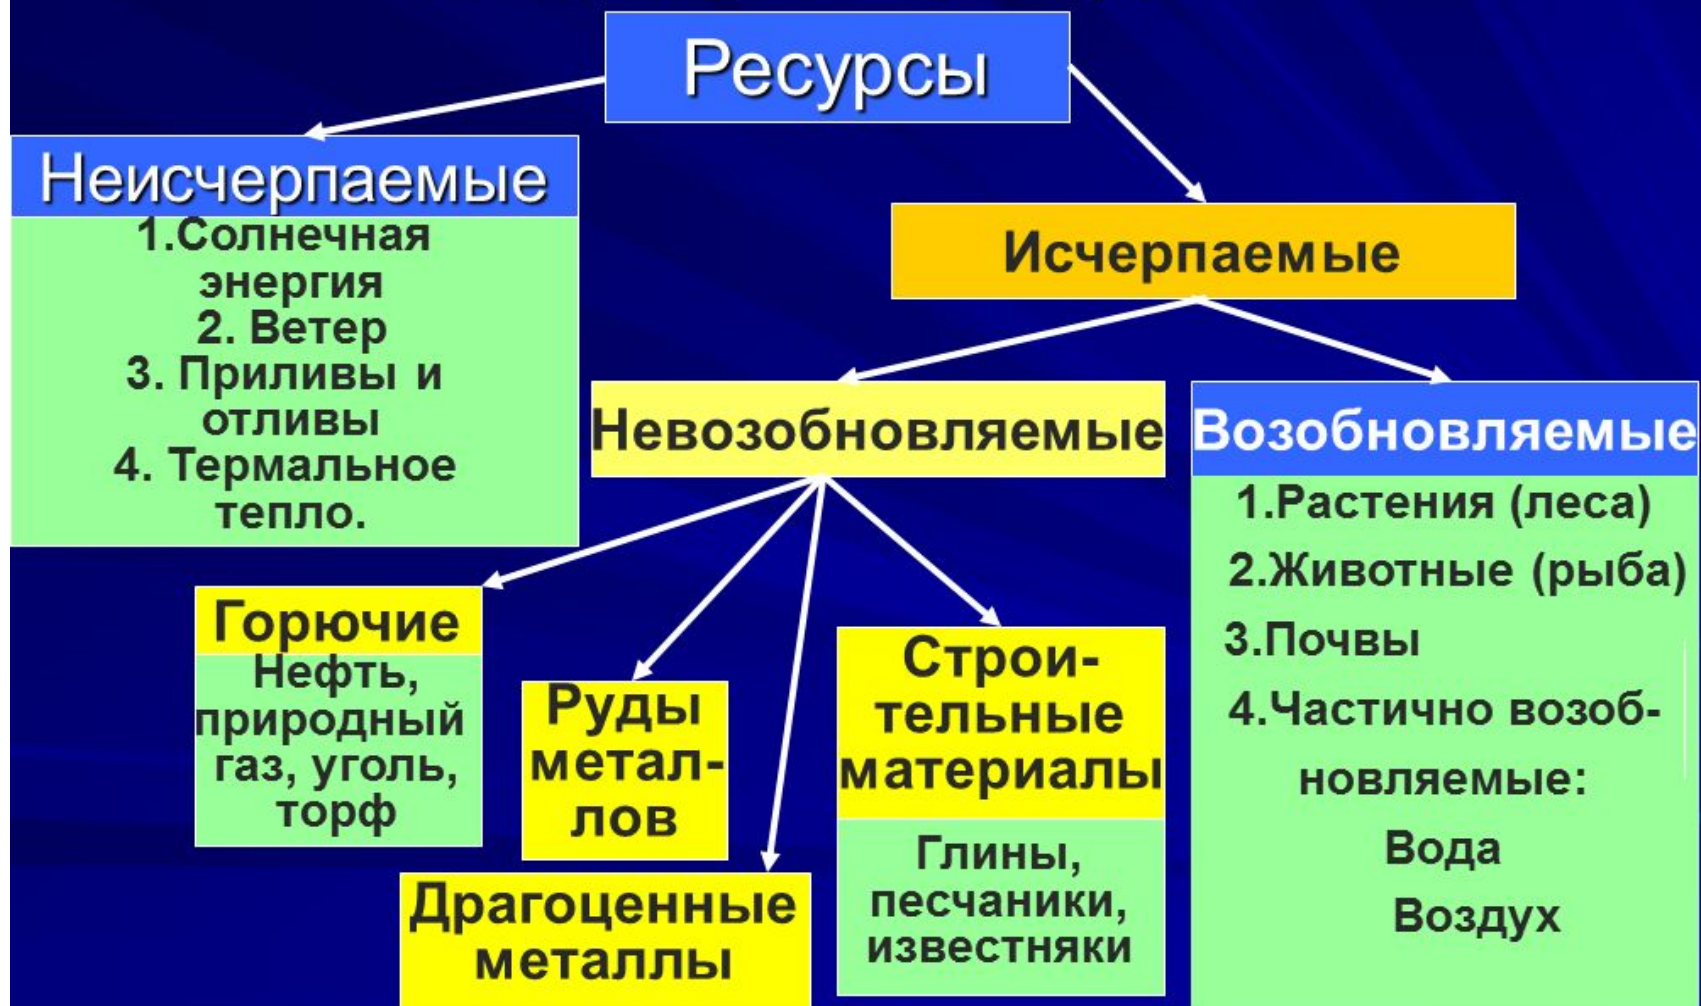 Ресурсы
Неисчерпаемые
1.Солнечная
энергия
2. Ветер
3. Приливы и
отливы
4. Термальное
тепло.
Исчерпаемые
Невозобновляемые
Горючие
Нефть,
природный
газ, уголь,
торф
Руды
метал-
лов
Драгоценные
металлы
Строи-
тельные
материалы
Глины,
песчаники,
известняки
Возобновляемые
1.Растения (леса)
2.Животные (рыба)
3.Почвы
4.Частично возоб-
новляемые:
Вода
Воздух